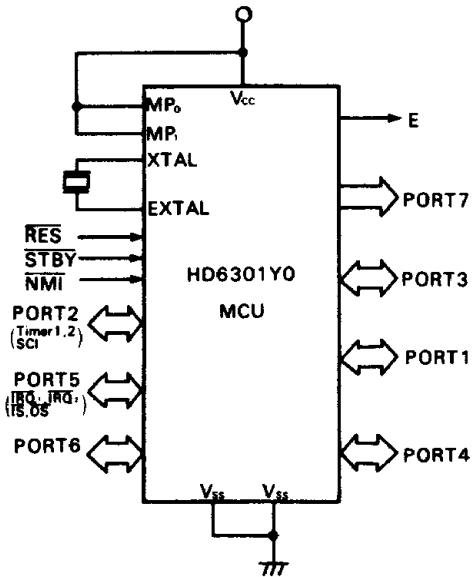 Vcc
MP₀
MP₁
XTAL
EXTAL
E
PORT7
RES
STBY
NMI
HD6301Y0
MCU
PORT3
PORT2
(Timer1,2
SCI)
PORT1
PORT5
(IRQ₁,IRQ₂
IS,OS)
PORT6
PORT4
Vss
Vss